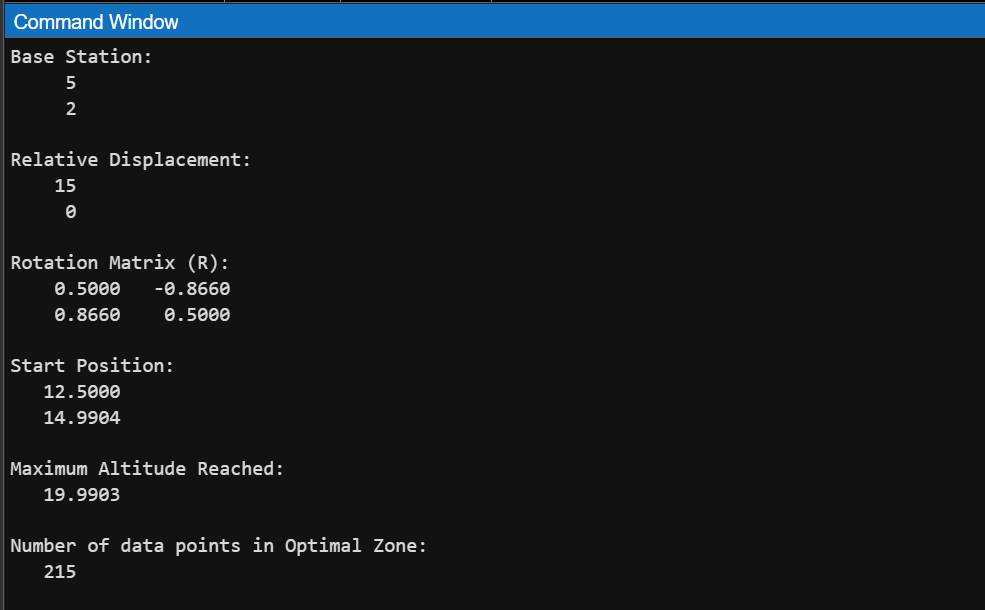 Command Window
Base Station:
5
2
Relative Displacement:
15
0
Rotation Matrix (R):
0.5000 -0.8660
0.8660 0.5000
Start Position:
12.5000
14.9904
Maximum Altitude Reached:
19.9903
Number of data points in Optimal Zone:
215